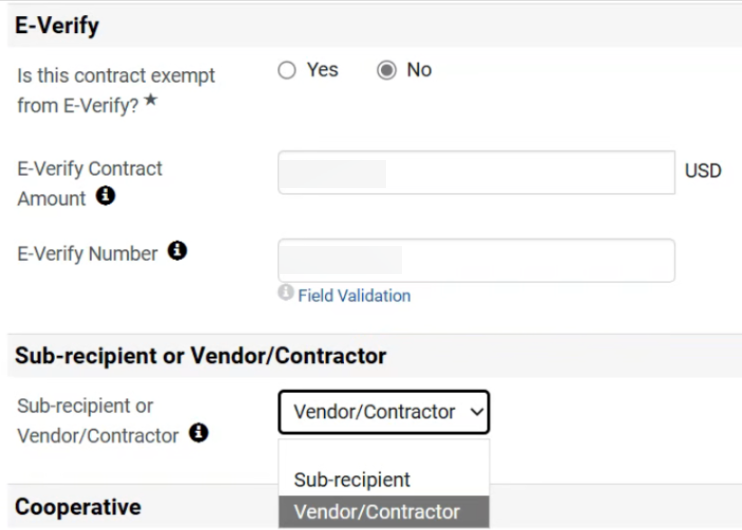 E-Verify
Is this contract exempt
from E-Verify? ★
Yes
No
E-Verify Contract
Amount
USD
E-Verify Number
Field Validation
Sub-recipient or Vendor/Contractor
Sub-recipient or
Vendor/Contractor
Vendor/Contractor
Sub-recipient
Vendor/Contractor
Cooperative